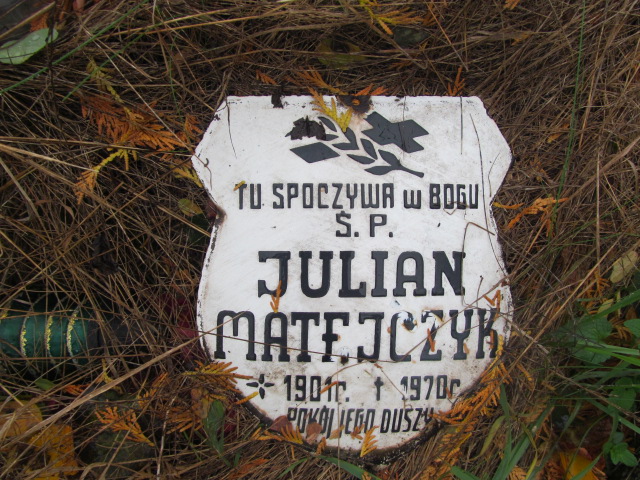 TU SPOCZYWA W BOGU
Ś. P.
JULIAN
MATEJCZYK
1901r. † 1970r
POKÓJ JEGO DUSZY